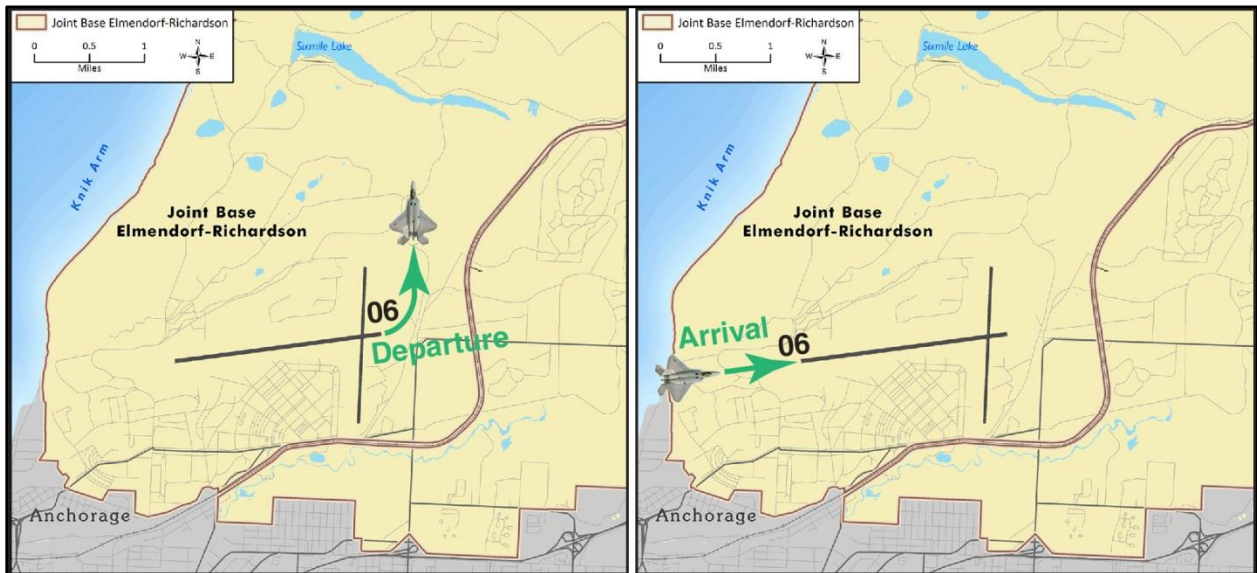 Joint Base Elmendorf-Richardson
0 0.5 1
Miles
N
W E
S
Sixmile Lake
Knik Arm
Joint Base
Elmendorf-Richardson
06
Departure
Anchorage
Joint Base Elmendorf-Richardson
0 0.5 1
Miles
N
W E
S
Sixmile Lake
Knik Arm
Joint Base
Elmendorf-Richardson
Arrival
06
Anchorage